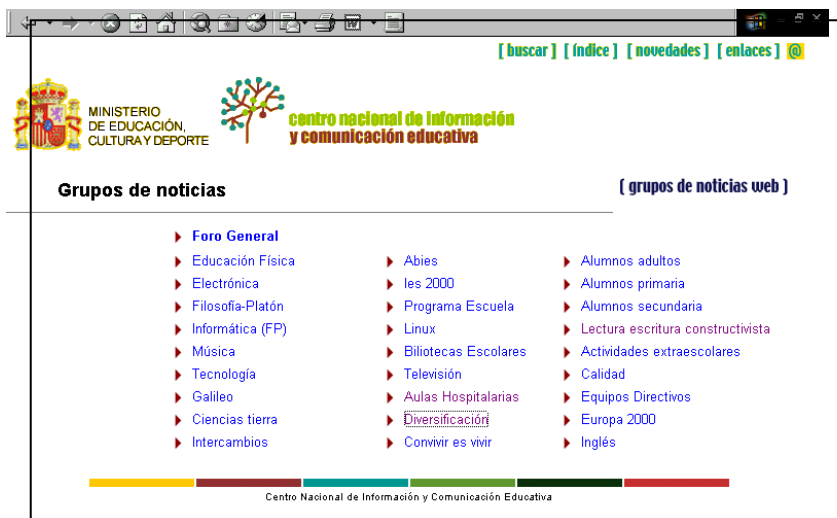 [ buscar ] [ índice ] [ novedades ] [ enlaces ] @
MINISTERIO
DE EDUCACIÓN,
CULTURA Y DEPORTE
centro nacional de información
y comunicación educativa
Grupos de noticias
( grupos de noticias web )
Foro General
Educación Física
Abies
Alumnos adultos
Electrónica
Ies 2000
Alumnos primaria
Filosofía-Platón
Programa Escuela
Alumnos secundaria
Informática (FP)
Linux
Lectura escritura constructivista
Música
Biliotecas Escolares
Actividades extraescolares
Tecnología
Televisión
Calidad
Galileo
Aulas Hospitalarias
Equipos Directivos
Ciencias tierra
Diversificación
Europa 2000
Intercambios
Convivir es vivir
Inglés
Centro Nacional de Información y Comunicación Educativa